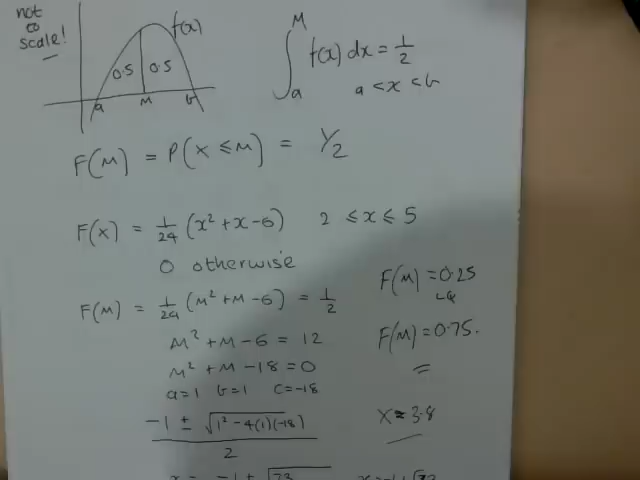 not
to
scale!
f(x)
0.5 0.5
a M b
∫ₐᴹ f(x) dx = 1/2
a < x < b
F(M) = P(X ≤ M) = 1/2
F(x) = 1/24 (x² + x - 6) 2 ≤ x ≤ 5
0 otherwise
F(M) = 1/24 (M² + M - 6) = 1/2
M² + M - 6 = 12
M² + M - 18 = 0
a=1 b=1 c=-18
-1 ± √(1² - 4(1)(-18))
2
F(M) = 0.25
LQ
F(M) = 0.75.
X = 3.8